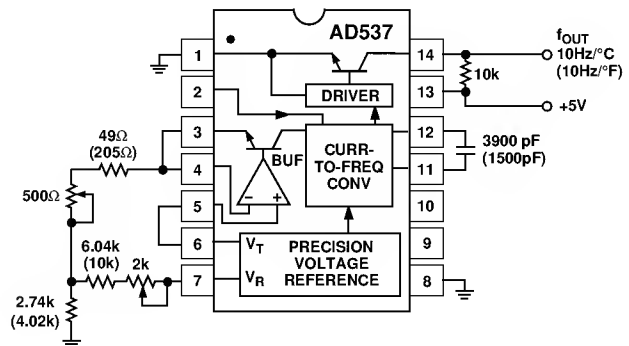 AD537
fOUT
10Hz/°C
(10Hz/°F)
1
14
10k
2
DRIVER
13
+5V
49Ω
(205Ω)
3
CURR-
TO-FREQ
CONV
12
3900 pF
(1500pF)
BUF
4
11
500Ω
– +
5
10
6.04k
(10k)
2k
6
VT
PRECISION
VOLTAGE
REFERENCE
9
7
VR
8
2.74k
(4.02k)